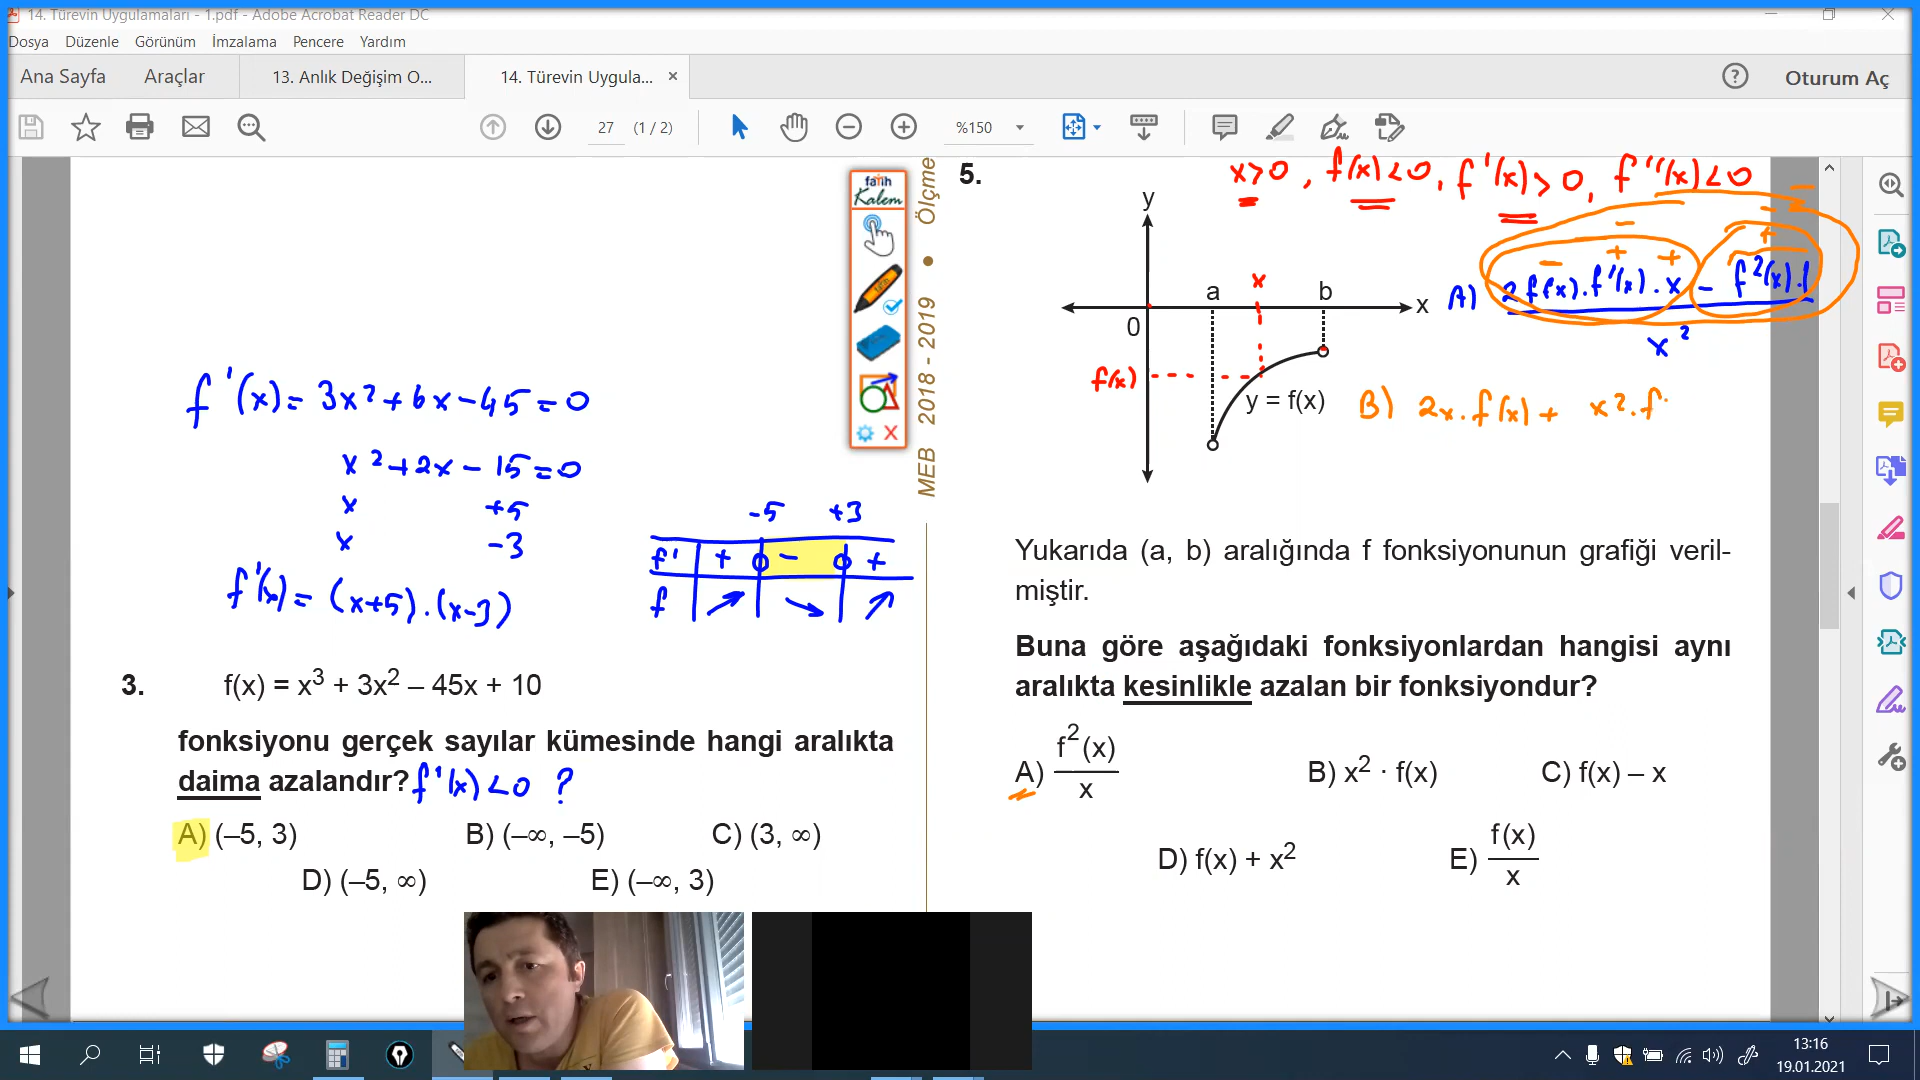 14. Türevin Uygulamaları - 1.pdf - Adobe Acrobat Reader DC
Dosya Düzenle Görünüm İmzalama Pencere Yardım
Ana Sayfa Araçlar 13. Anlık Değişim O... 14. Türevin Uygula... × Oturum Aç
27 (1 / 2) %150
fatih
Kalem
MEB 2018 - 2019 • Ölçme
f'(x) = 3x² + 6x - 45 = 0
x² + 2x - 15 = 0
x +5
x -3
f'(x) = (x+5).(x-3)
-5 +3
f' + 0 - 0 +
f
3. f(x) = x³ + 3x² – 45x + 10
fonksiyonu gerçek sayılar kümesinde hangi aralıkta
daima azalandır? f'(x) < 0 ?
A) (–5, 3) B) (–∞, –5) C) (3, ∞)
D) (–5, ∞) E) (–∞, 3)
5.
x>0, f(x)<0, f'(x)>0, f''(x)<0
y
a x b x
0
f(x)
y = f(x)
A) 2f(x).f'(x).x - f²(x).1
x²
B) 2x.f(x) + x².f'
Yukarıda (a, b) aralığında f fonksiyonunun grafiği veril-
miştir.
Buna göre aşağıdaki fonksiyonlardan hangisi aynı
aralıkta kesinlikle azalan bir fonksiyondur?
A) f²(x)/x B) x² · f(x) C) f(x) – x
D) f(x) + x² E) f(x)/x
13:16
19.01.2021